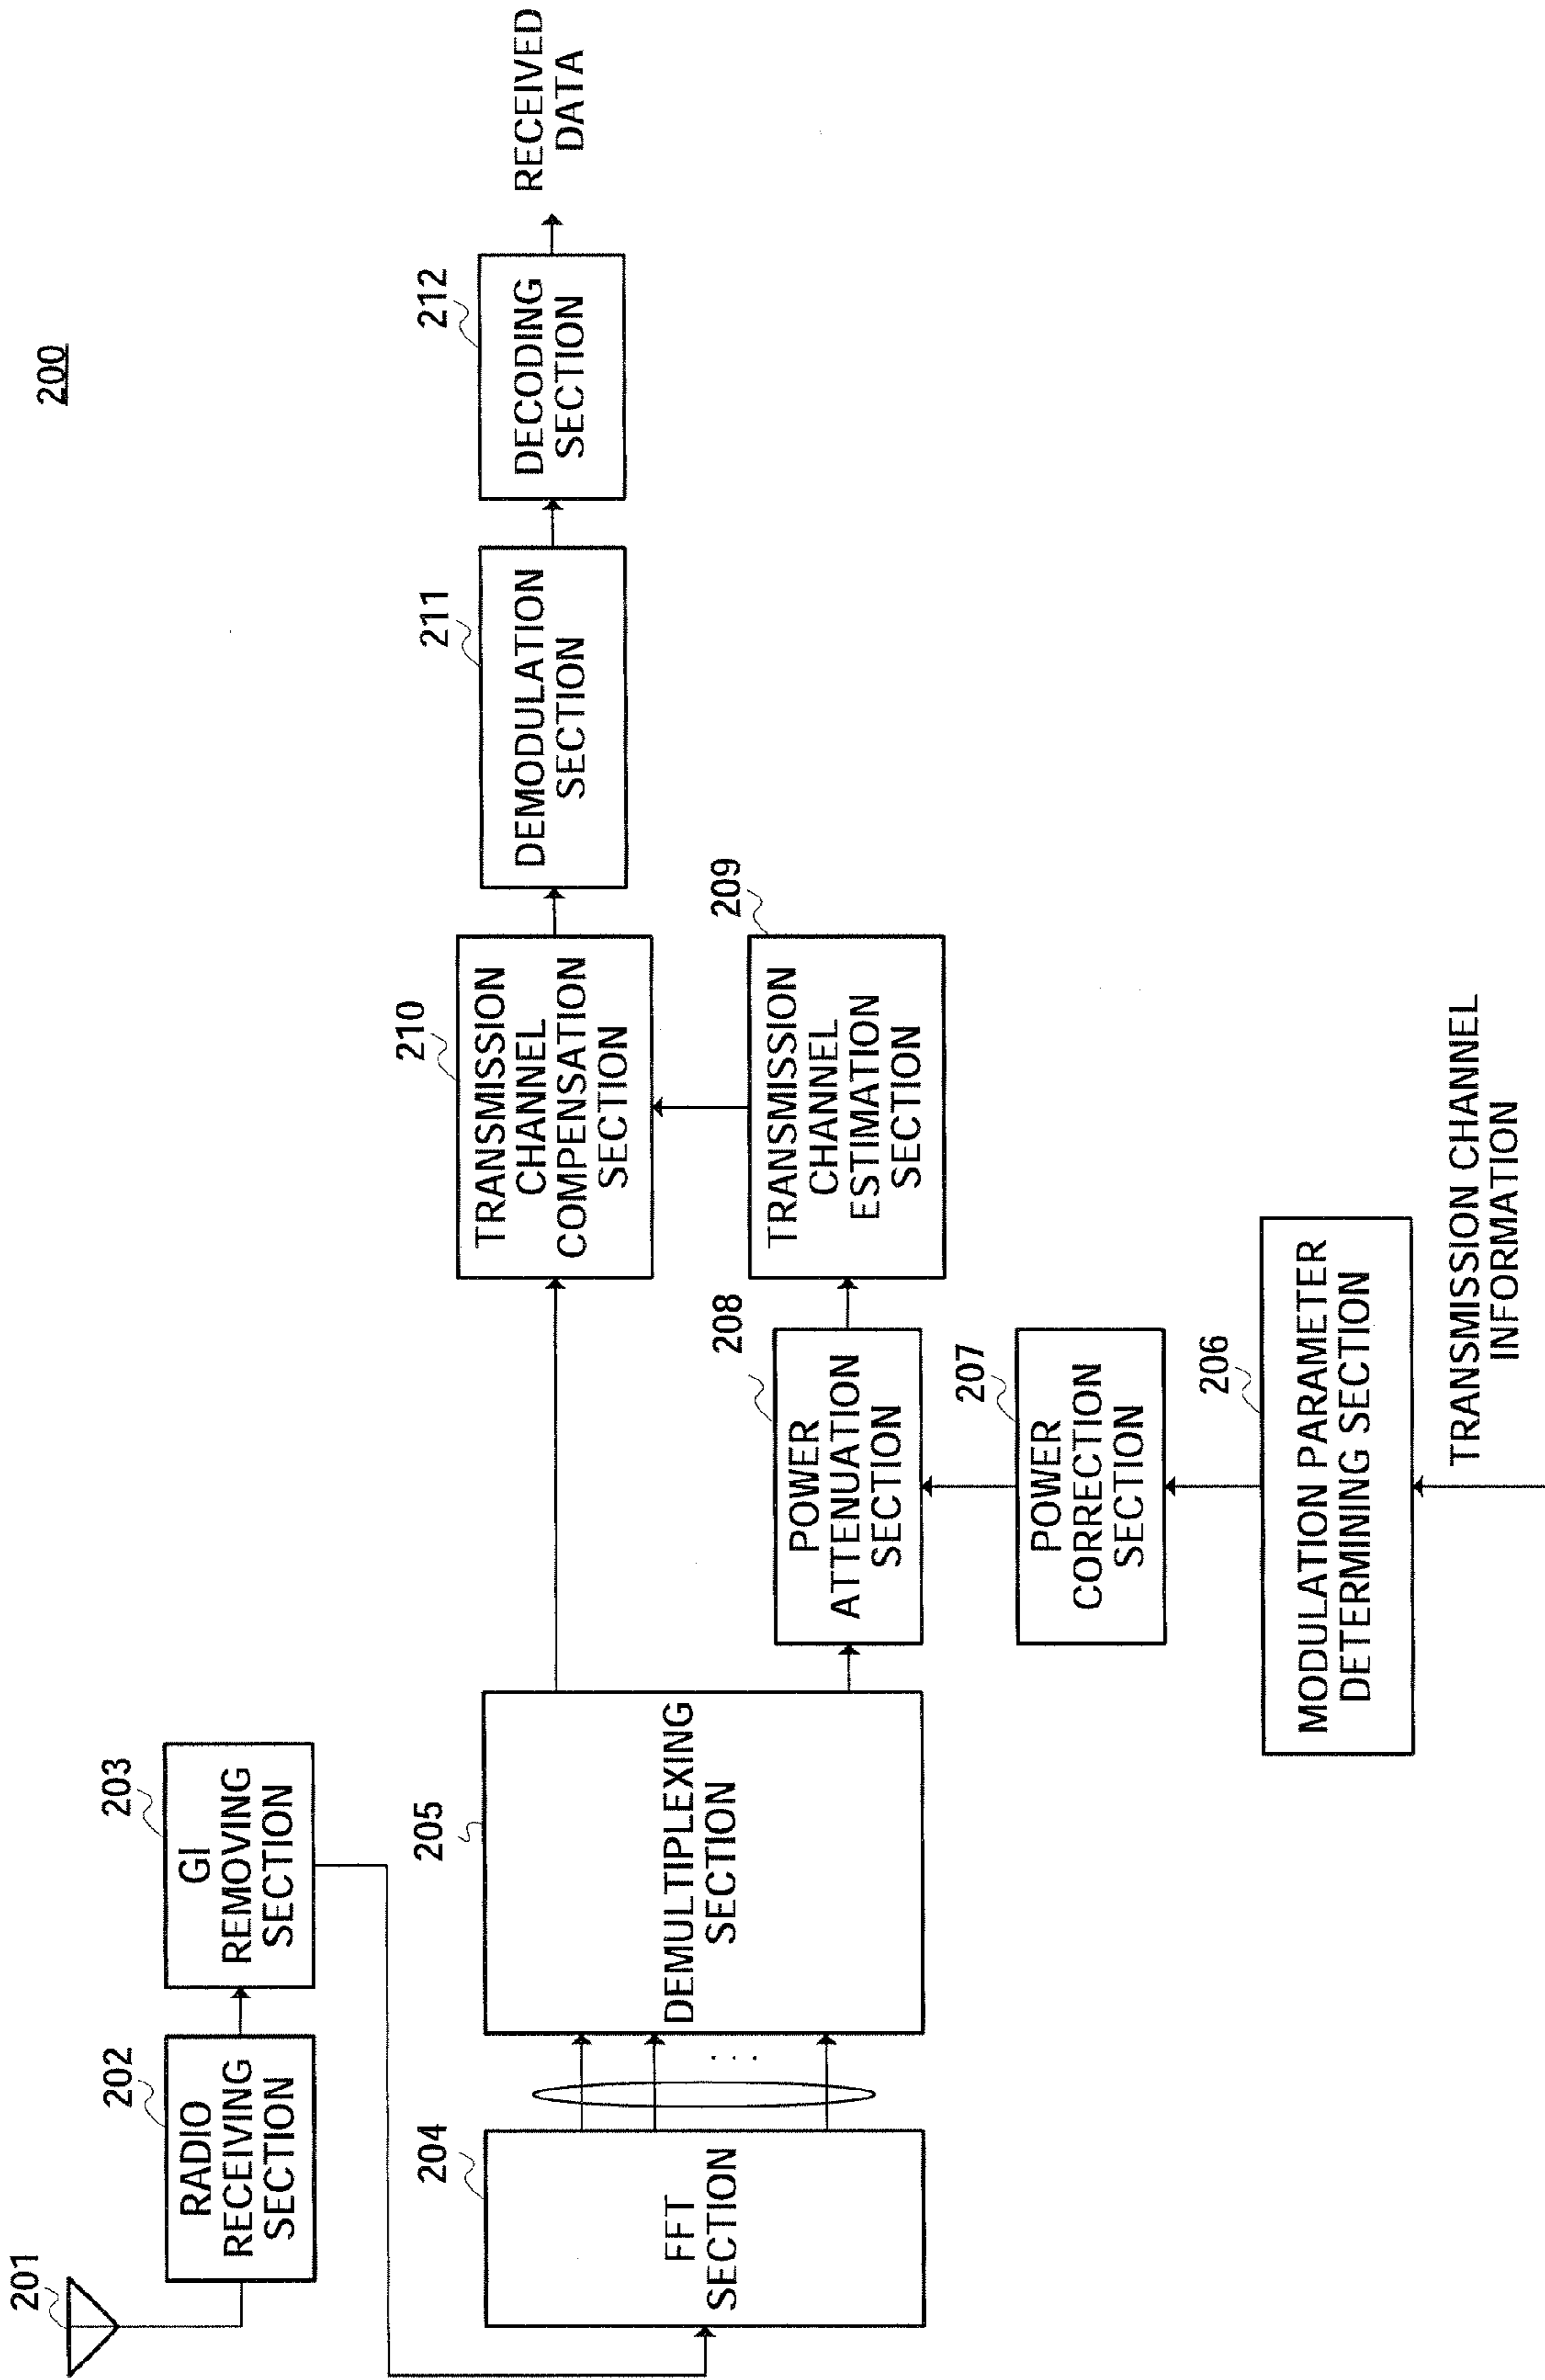 200
201
202
RADIO
RECEIVING
SECTION
203
GI
REMOVING
SECTION
204
FFT
SECTION
205
DEMULTIPLEXING
SECTION
...
210
TRANSMISSION
CHANNEL
COMPENSATION
SECTION
211
DEMODULATION
SECTION
212
DECODING
SECTION
RECEIVED
DATA
208
POWER
ATTENUATION
SECTION
209
TRANSMISSION
CHANNEL
ESTIMATION
SECTION
207
POWER
CORRECTION
SECTION
206
MODULATION PARAMETER
DETERMINING SECTION
TRANSMISSION CHANNEL
INFORMATION